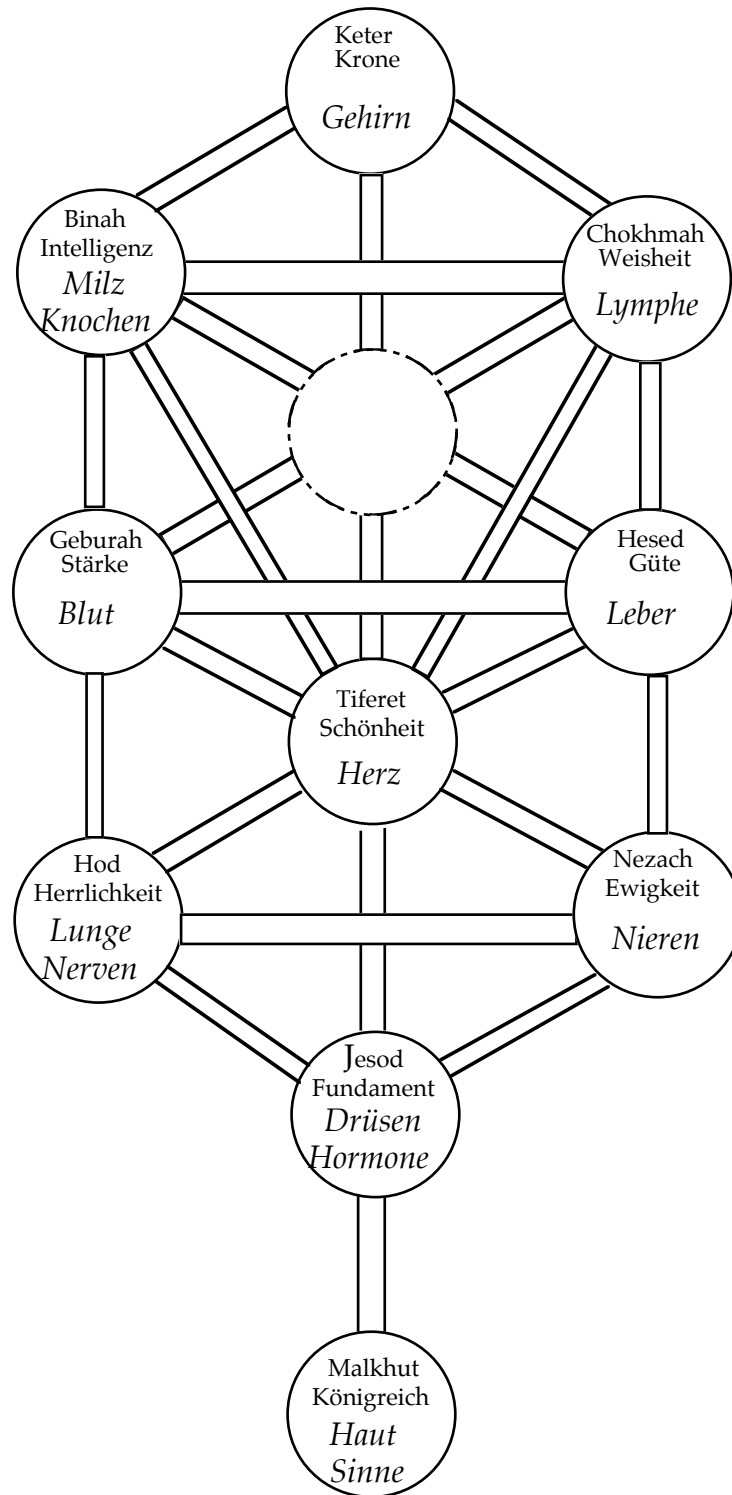 Keter
Krone
Gehirn
Binah
Intelligenz
Milz
Knochen
Chokhmah
Weisheit
Lymphe
Geburah
Stärke
Blut
Hesed
Güte
Leber
Tiferet
Schönheit
Herz
Hod
Herrlichkeit
Lunge
Nerven
Nezach
Ewigkeit
Nieren
Jesod
Fundament
Drüsen
Hormone
Malkhut
Königreich
Haut
Sinne